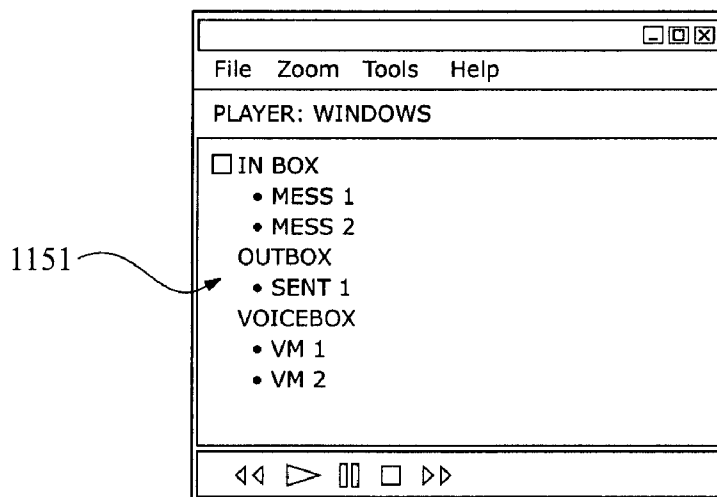 File Zoom Tools Help
PLAYER: WINDOWS
IN BOX
• MESS 1
• MESS 2
1151
OUTBOX
• SENT 1
VOICEBOX
• VM 1
• VM 2